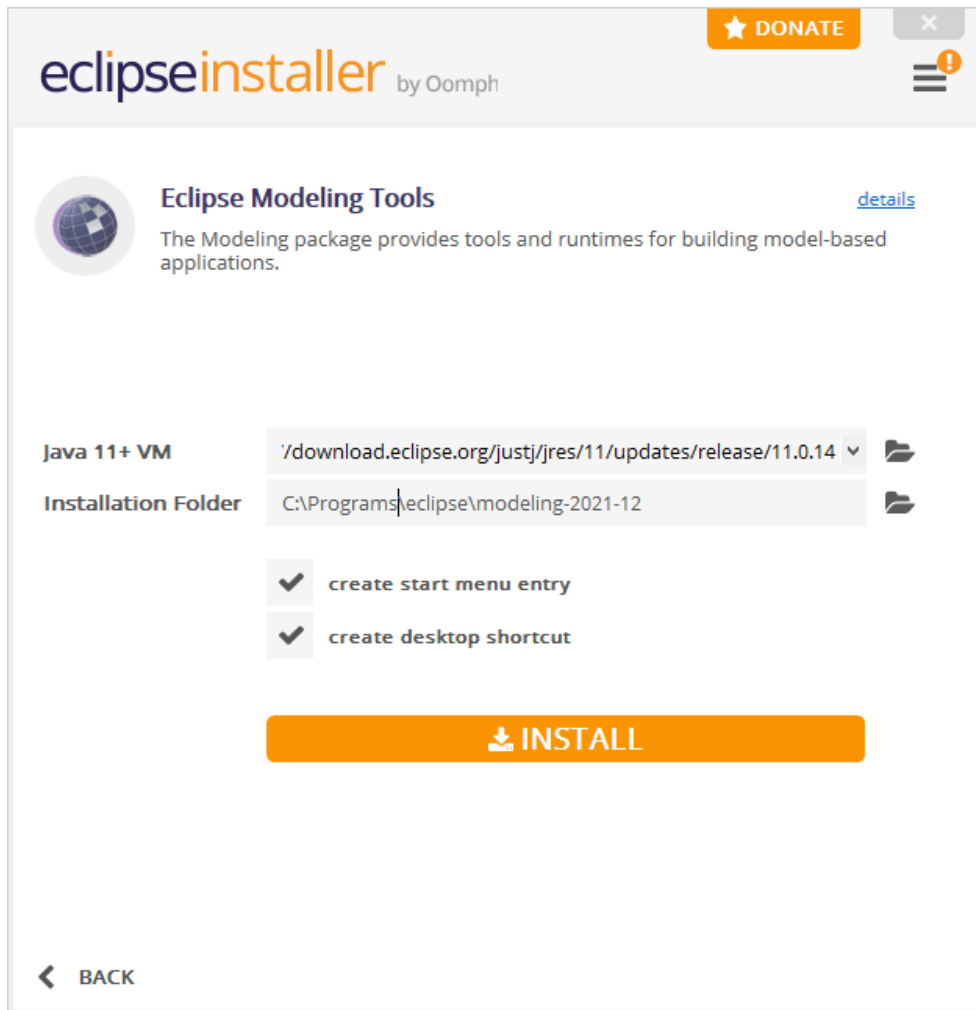 DONATE
eclipseinstaller by Oomph
Eclipse Modeling Tools
details
The Modeling package provides tools and runtimes for building model-based
applications.
Java 11+ VM
/download.eclipse.org/justj/jres/11/updates/release/11.0.14
Installation Folder
C:\Programs\eclipse\modeling-2021-12
create start menu entry
create desktop shortcut
INSTALL
BACK